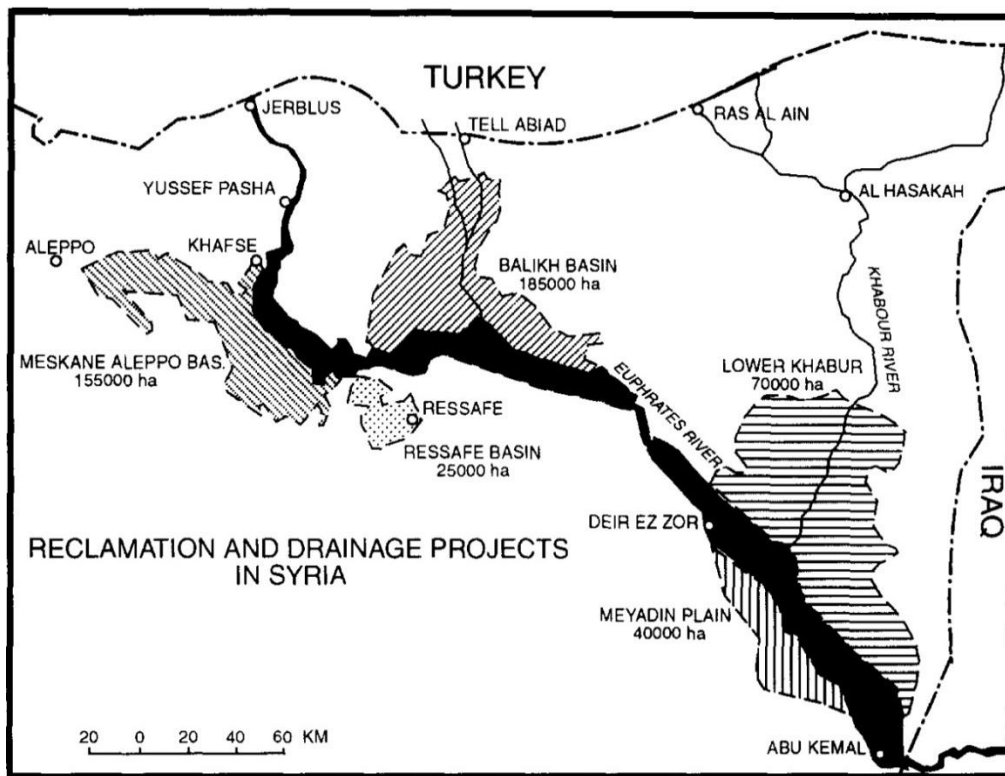 TURKEY
JERBLUS
TELL ABIAD
RAS AL AIN
YUSSEF PASHA
AL HASAKAH
ALEPPO
KHAFSE
BALIKH BASIN
185000 ha
KHABOUR RIVER
MESKANE ALEPPO BAS.
155000 ha
EUPHRATES RIVER
LOWER KHABUR
70000 ha
RESSAFE
RESSAFE BASIN
25000 ha
IRAQ
DEIR EZ ZOR
RECLAMATION AND DRAINAGE PROJECTS
IN SYRIA
MEYADIN PLAIN
40000 ha
20 0 20 40 60 KM
ABU KEMAL